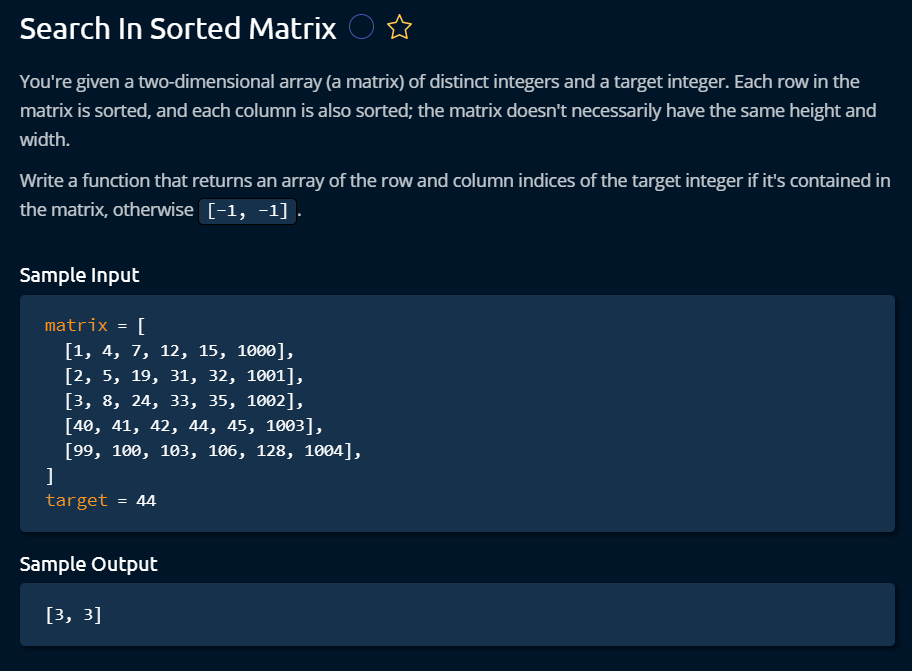 Search In Sorted Matrix
You're given a two-dimensional array (a matrix) of distinct integers and a target integer. Each row in the
matrix is sorted, and each column is also sorted; the matrix doesn't necessarily have the same height and
width.
Write a function that returns an array of the row and column indices of the target integer if it's contained in
the matrix, otherwise [-1, -1].
Sample Input
matrix = [
  [1, 4, 7, 12, 15, 1000],
  [2, 5, 19, 31, 32, 1001],
  [3, 8, 24, 33, 35, 1002],
  [40, 41, 42, 44, 45, 1003],
  [99, 100, 103, 106, 128, 1004],
]
target = 44
Sample Output
[3, 3]